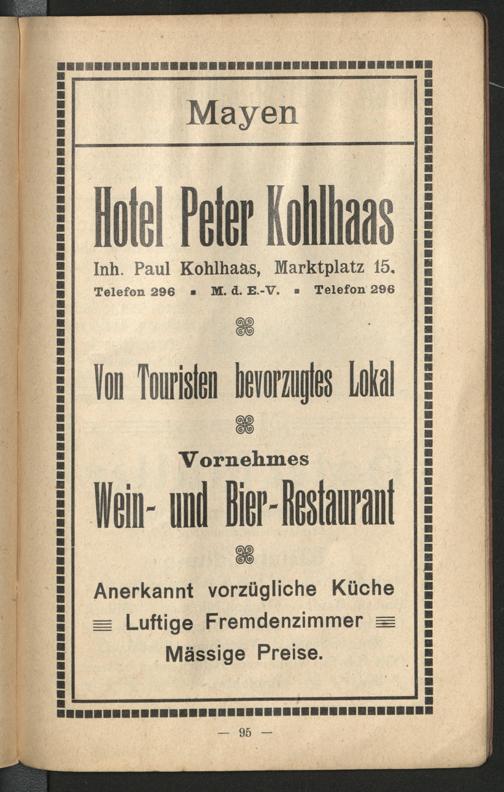 Mayen
Hotel Peter Kohlhaas
Inh. Paul Kohlhaas, Marktplatz 15.
Telefon 296 ▪ M. d. E.-V. ▪ Telefon 296
Von Touristen bevorzugtes Lokal
Vornehmes
Wein- und Bier-Restaurant
Anerkannt vorzügliche Küche
Luftige Fremdenzimmer
Mässige Preise.
— 95 —